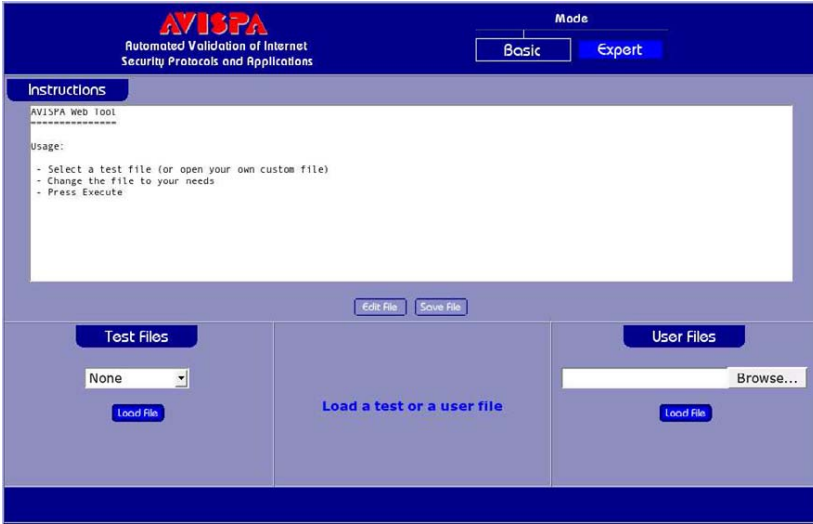 AVISPA
Automated Validation of Internet
Security Protocols and Applications
Mode
Basic
Expert
Instructions
AVISPA Web Tool
===============
Usage:
- Select a test file (or open your own custom file)
- Change the file to your needs
- Press Execute
Edit File
Save File
Test Files
None
Load File
Load a test or a user file
User Files
Browse...
Load File